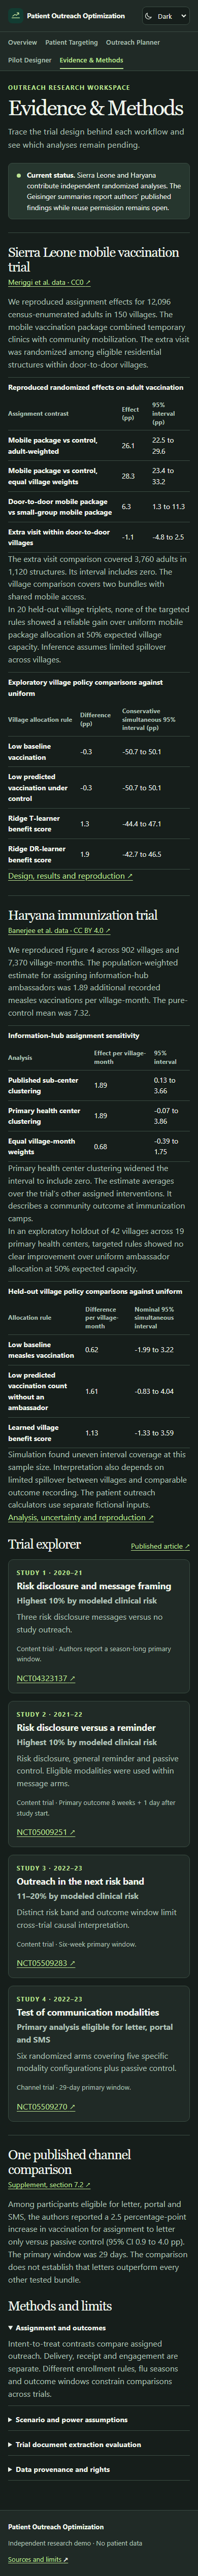 Patient Outreach Optimization
Dark
Overview Patient Targeting Outreach Planner
Pilot Designer Evidence & Methods
OUTREACH RESEARCH WORKSPACE
Evidence & Methods
Trace the trial design behind each workflow and
see which analyses remain pending.
Current status. Sierra Leone and Haryana
contribute independent randomized analyses. The
Geisinger summaries report authors' published
findings while reuse permission remains open.
Sierra Leone mobile vaccination
trial
Meriggi et al. data · CC0 ↗
We reproduced assignment effects for 12,096
census-enumerated adults in 150 villages. The
mobile vaccination package combined temporary
clinics with community mobilization. The extra visit
was randomized among eligible residential
structures within door-to-door villages.
Reproduced randomized effects on adult vaccination
Assignment contrast Effect (pp) 95% interval (pp)
Mobile package vs control, adult-weighted 26.1 22.5 to 29.6
Mobile package vs control, equal village weights 28.3 23.4 to 33.2
Door-to-door mobile package vs small-group mobile package 6.3 1.3 to 11.3
Extra visit within door-to-door villages -1.1 -4.8 to 2.5
The extra visit comparison covered 3,760 adults in
1,120 structures. Its interval includes zero. The
village comparison covers two bundles with
shared mobile access.
In 20 held-out village triplets, none of the targeted
rules showed a reliable gain over uniform mobile
package allocation at 50% expected village
capacity. Inference assumes limited spillover
across villages.
Exploratory village policy comparisons against
uniform
Village allocation rule Difference (pp) Conservative simultaneous 95% interval (pp)
Low baseline vaccination -0.3 -50.7 to 50.1
Low predicted vaccination under control -0.3 -50.7 to 50.1
Ridge T-learner benefit score 1.3 -44.4 to 47.1
Ridge DR-learner benefit score 1.9 -42.7 to 46.5
Design, results and reproduction ↗
Haryana immunization trial
Banerjee et al. data · CC BY 4.0 ↗
We reproduced Figure 4 across 902 villages and
7,370 village-months. The population-weighted
estimate for assigning information-hub
ambassadors was 1.89 additional recorded
measles vaccinations per village-month. The pure-
control mean was 7.32.
Information-hub assignment sensitivity
Analysis Effect per village-month 95% interval
Published sub-center clustering 1.89 0.13 to 3.66
Primary health center clustering 1.89 -0.07 to 3.86
Equal village-month weights 0.68 -0.39 to 1.75
Primary health center clustering widened the
interval to include zero. The estimate averages
over the trial's other assigned interventions. It
describes a community outcome at immunization
camps.
In an exploratory holdout of 42 villages across 19
primary health centers, targeted rules showed no
clear improvement over uniform ambassador
allocation at 50% expected capacity.
Held-out village policy comparisons against uniform
Allocation rule Difference per village-month Nominal 95% simultaneous interval
Low baseline measles vaccination 0.62 -1.99 to 3.22
Low predicted vaccination count without an ambassador 1.61 -0.83 to 4.04
Learned village benefit score 1.13 -1.33 to 3.59
Simulation found uneven interval coverage at this
sample size. Interpretation also depends on
limited spillover between villages and comparable
outcome recording. The patient outreach
calculators use separate fictional inputs.
Analysis, uncertainty and reproduction ↗
Trial explorer Published article ↗
STUDY 1 · 2020–21
Risk disclosure and message framing
Highest 10% by modeled clinical risk
Three risk disclosure messages versus no
study outreach.
Content trial · Authors report a season-long primary
window.
NCT04323137 ↗
STUDY 2 · 2021–22
Risk disclosure versus a reminder
Highest 10% by modeled clinical risk
Risk disclosure, general reminder and passive
control. Eligible modalities were used within
message arms.
Content trial · Primary outcome 8 weeks + 1 day after
study start.
NCT05009251 ↗
STUDY 3 · 2022–23
Outreach in the next risk band
11–20% by modeled clinical risk
Distinct risk band and outcome window limit
cross-trial causal interpretation.
Content trial · Six-week primary window.
NCT05509283 ↗
STUDY 4 · 2022–23
Test of communication modalities
Primary analysis eligible for letter, portal
and SMS
Six randomized arms covering five specific
modality configurations plus passive control.
Channel trial · 29-day primary window.
NCT05509270 ↗
One published channel
comparison
Supplement, section 7.2 ↗
Among participants eligible for letter, portal and
SMS, the authors reported a 2.5 percentage-point
increase in vaccination for assignment to letter
only versus passive control (95% CI 0.9 to 4.0 pp).
The primary window was 29 days. The comparison
does not establish that letters outperform every
other tested bundle.
Methods and limits
▼ Assignment and outcomes
Intent-to-treat contrasts compare assigned
outreach. Delivery, receipt and engagement are
separate. Different enrollment rules, flu seasons
and outcome windows constrain comparisons
across trials.
▶ Scenario and power assumptions
▶ Trial document extraction evaluation
▶ Data provenance and rights
Patient Outreach Optimization
Independent research demo · No patient data
Sources and limits ↗